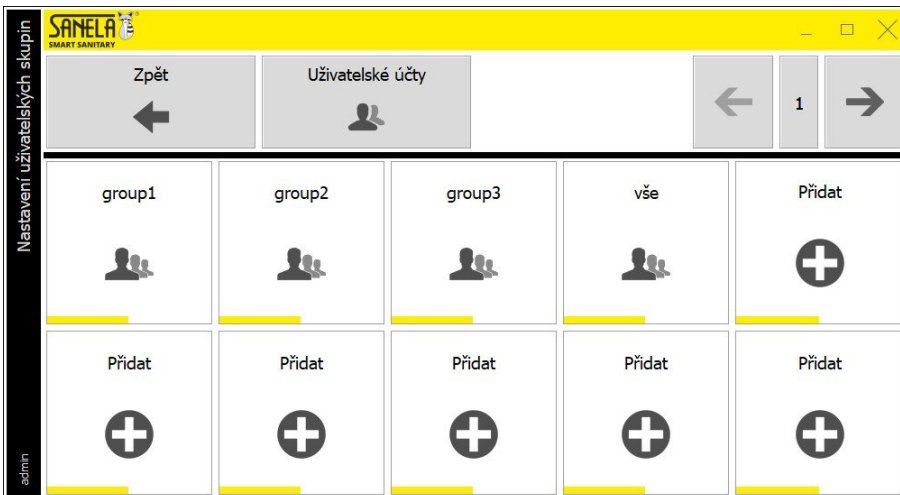 Nastavení uživatelských skupin
admin
SANELA
SMART SANITARY
Zpět
Uživatelské účty
1
group1
group2
group3
vše
Přidat
Přidat
Přidat
Přidat
Přidat
Přidat